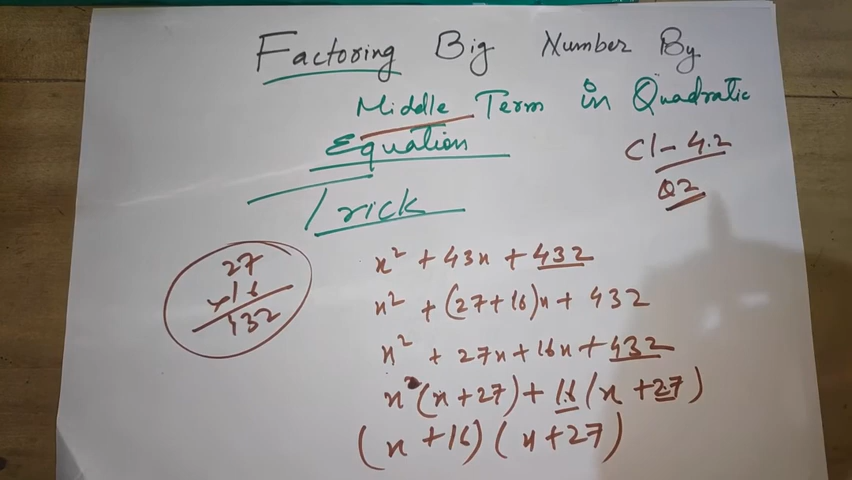 Factoring Big Number By
Middle Term in Quadratic
Equation
Cl-4.2
Q2
Trick
27
×16
432
x² + 43x + 432
x² + (27+16)x + 432
x² + 27x + 16x + 432
x (x+27) + 16 (x+27)
(x+16) (x+27)